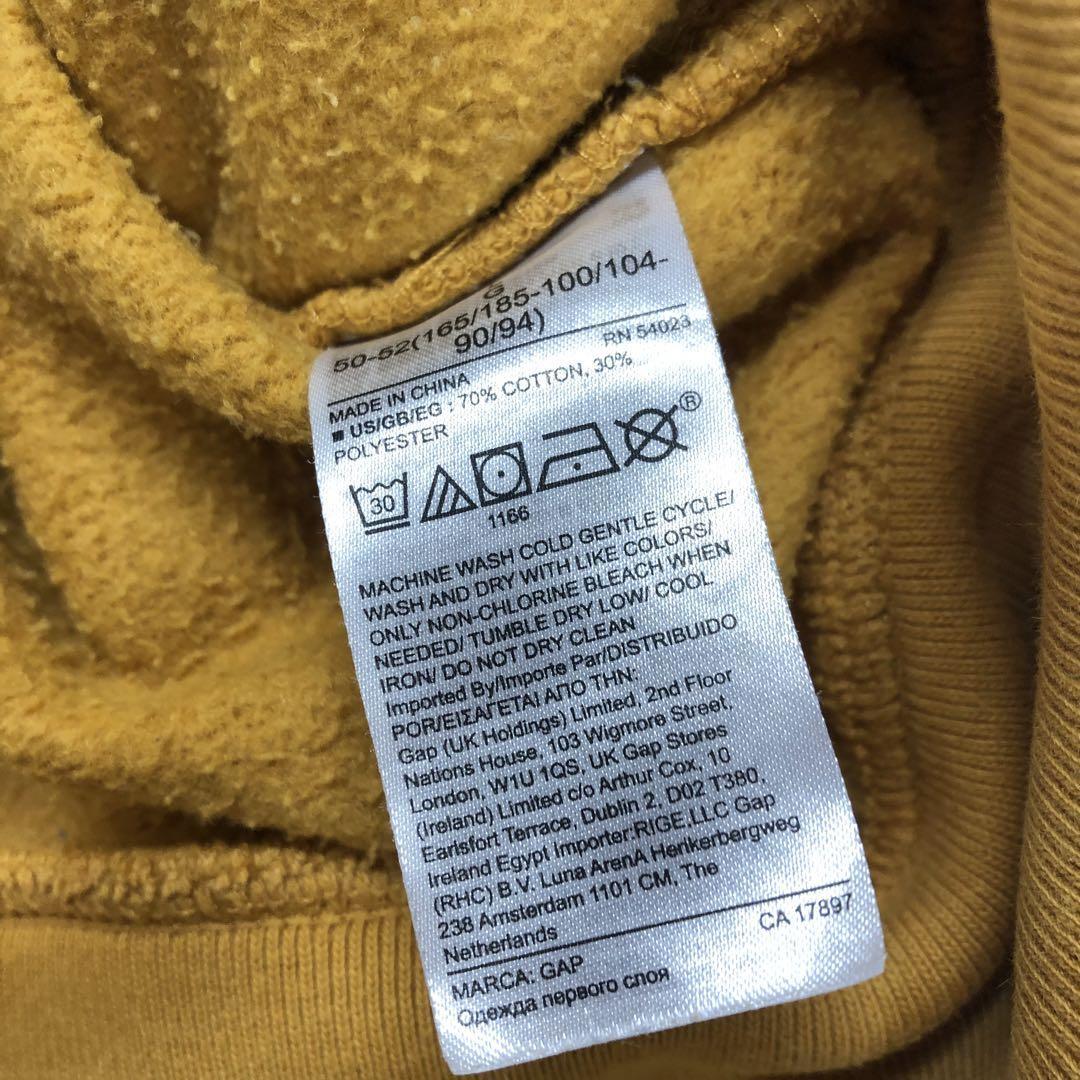 G
50-52(165/185-100/104-
90/94)
RN 54023
MADE IN CHINA
■ US/GB/EG : 70% COTTON, 30%
POLYESTER
30
®
1166
MACHINE WASH COLD GENTLE CYCLE/
WASH AND DRY WITH LIKE COLORS/
ONLY NON-CHLORINE BLEACH WHEN
NEEDED/ TUMBLE DRY LOW/ COOL
IRON/ DO NOT DRY CLEAN
Imported By/Importe Par/DISTRIBUIDO
POR/ΕΙΣΑΓΕΤΑΙ ΑΠΟ ΤΗΝ:
Gap (UK Holdings) Limited, 2nd Floor
Nations House, 103 Wigmore Street,
London, W1U 1QS, UK Gap Stores
(Ireland) Limited c/o Arthur Cox, 10
Earlsfort Terrace, Dublin 2, D02 T380,
Ireland Egypt Importer:RIGE LLC Gap
(RHC) B.V. Luna ArenA Herikerbergweg
238 Amsterdam 1101 CM, The
Netherlands
CA 17897
MARCA: GAP
Одежда первого слоя